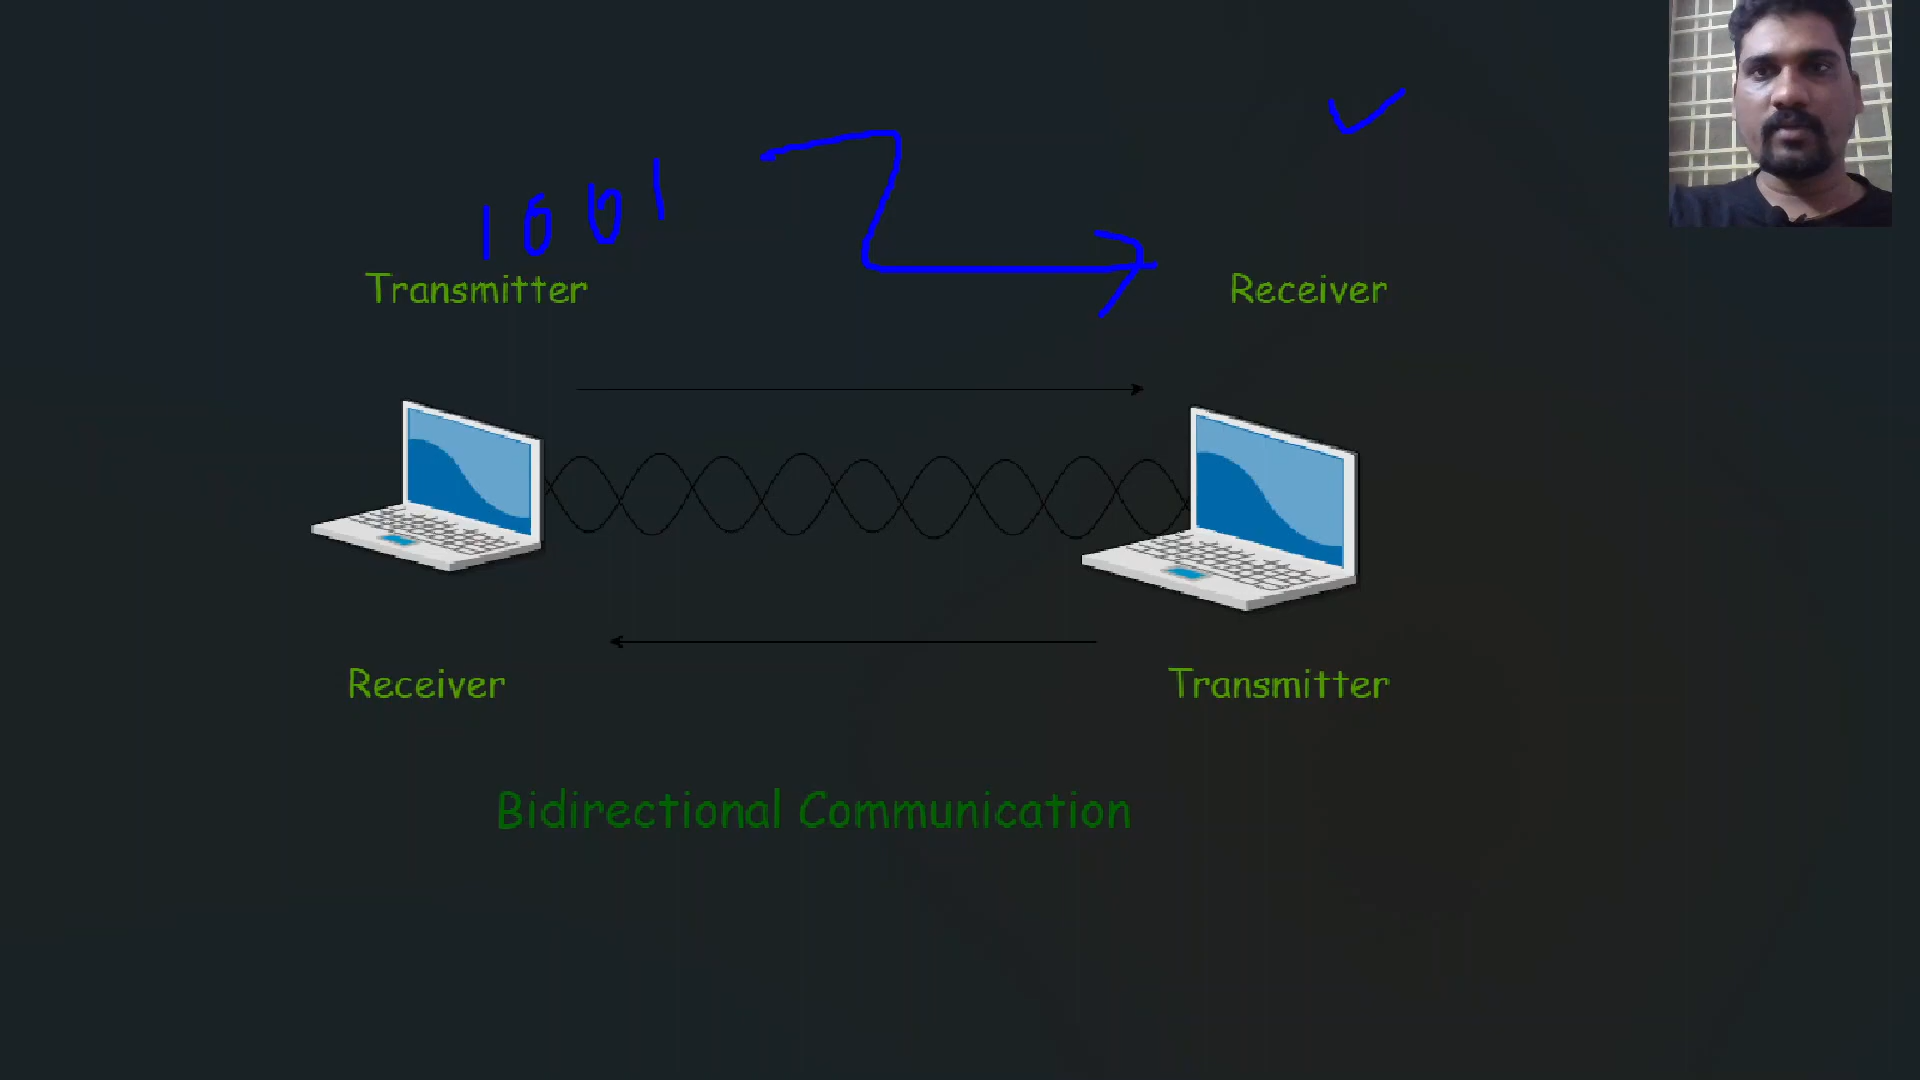 1001
Transmitter
Receiver
Receiver
Transmitter
Bidirectional Communication